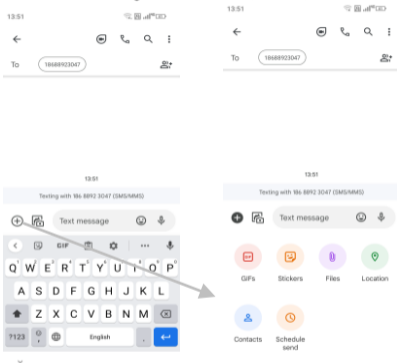 13:51
To 18688923047
13:51
Texting with 186 8892 3047 (SMS/MMS)
Text message
GIF
Q W E R T Y U I O P
A S D F G H J K L
Z X C V B N M
?123 , English .
13:51
To 18688923047
13:51
Texting with 186 8892 3047 (SMS/MMS)
Text message
GIFs Stickers Files Location
Contacts Schedule
send